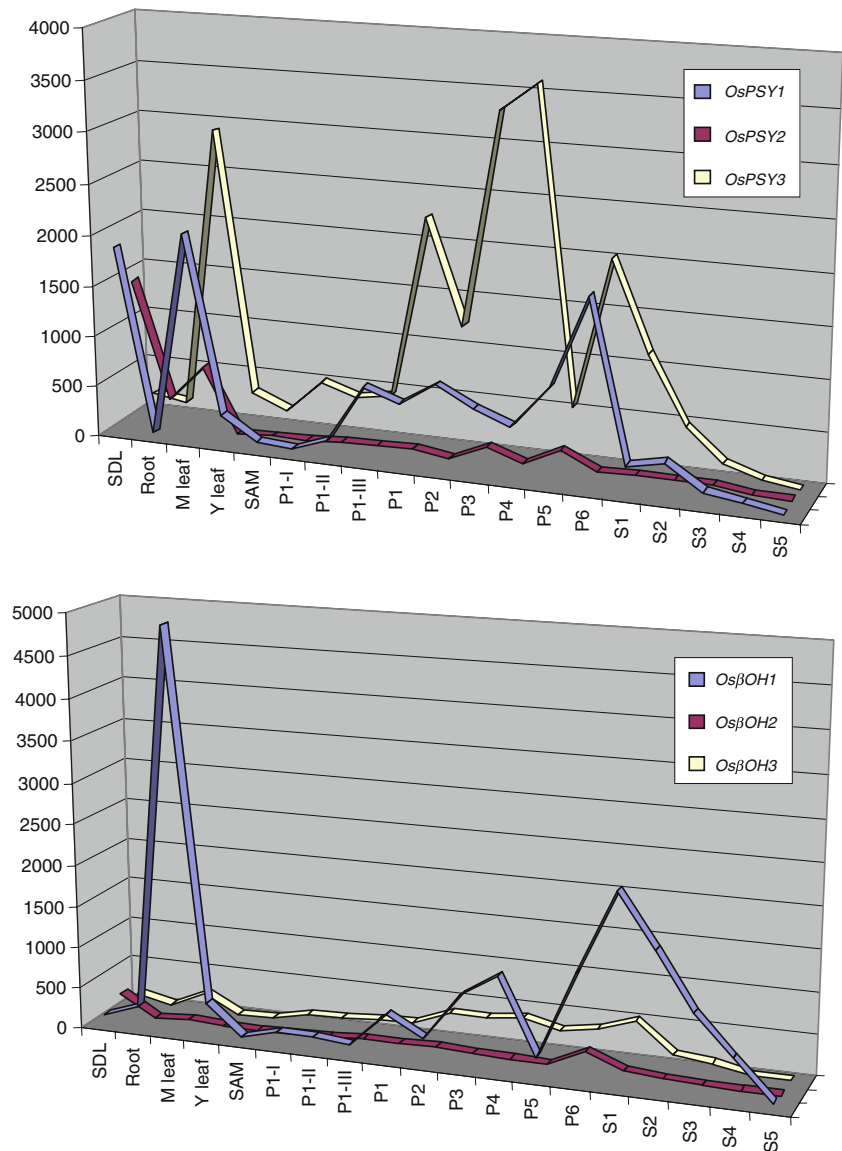 4000
3500
3000
2500
2000
1500
1000
500
0
OsPSY1
OsPSY2
OsPSY3
SDL
Root
M leaf
Y leaf
SAM
P1-I
P1-II
P1-III
P1
P2
P3
P4
P5
P6
S1
S2
S3
S4
S5
5000
4500
4000
3500
3000
2500
2000
1500
1000
500
0
OsβOH1
OsβOH2
OsβOH3
SDL
Root
M leaf
Y leaf
SAM
P1-I
P1-II
P1-III
P1
P2
P3
P4
P5
P6
S1
S2
S3
S4
S5